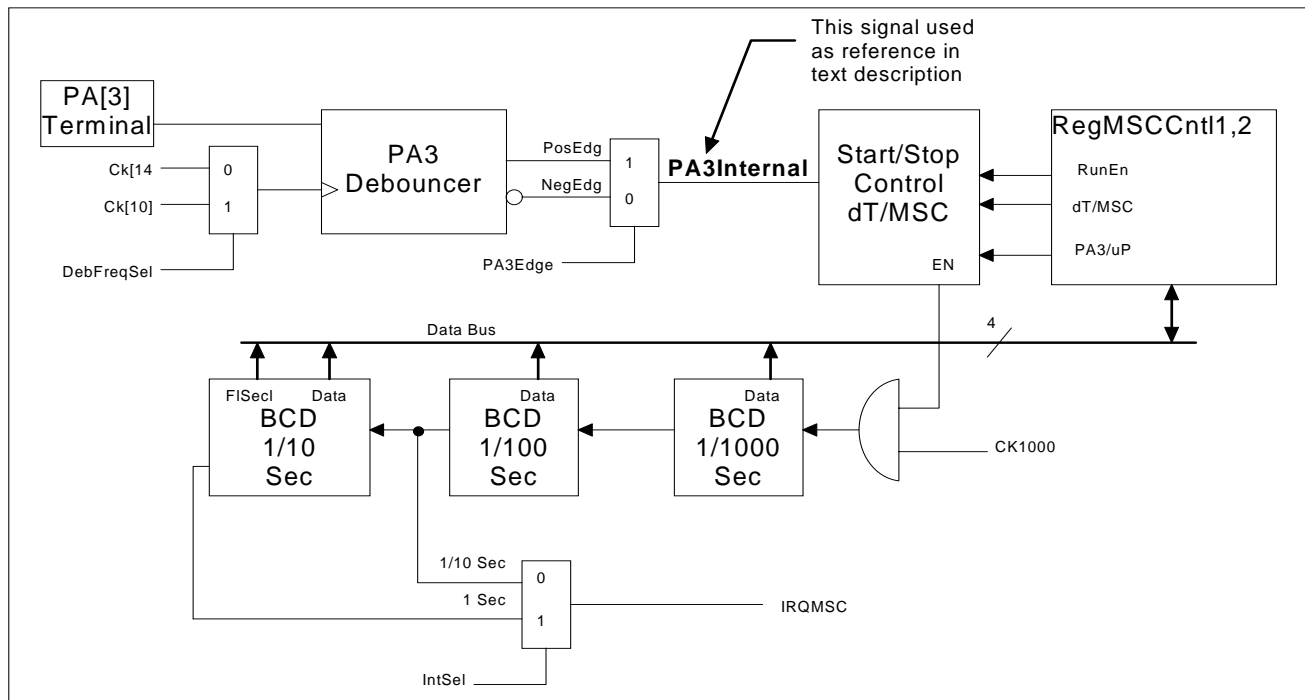 This signal used
as reference in
text description
PA[3]
Terminal
PA3
Debouncer
PosEdg
NegEdg
1
0
PA3Internal
Start/Stop
Control
dT/MSC
EN
RegMSCCntl1,2
RunEn
dT/MSC
PA3/uP
Ck[14
Ck[10]
0
1
DebFreqSel
PA3Edge
Data Bus
4
FlSecl
Data
BCD
1/10
Sec
Data
BCD
1/100
Sec
Data
BCD
1/1000
Sec
CK1000
1/10 Sec
1 Sec
0
1
IRQMSC
IntSel